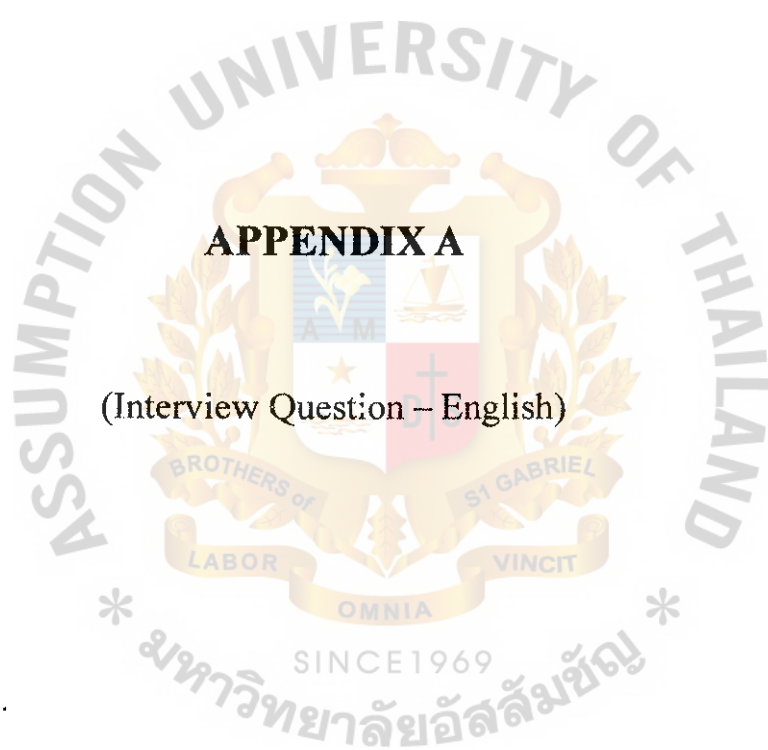 ASSUMPTION UNIVERSITY OF THAILAND
APPENDIX A
A M
(Interview Question – English)
D S
BROTHERS of
St GABRIEL
LABOR
VINCIT
OMNIA
* *
SINCE1969
มหาวิทยาลัยอัสสัมชัญ